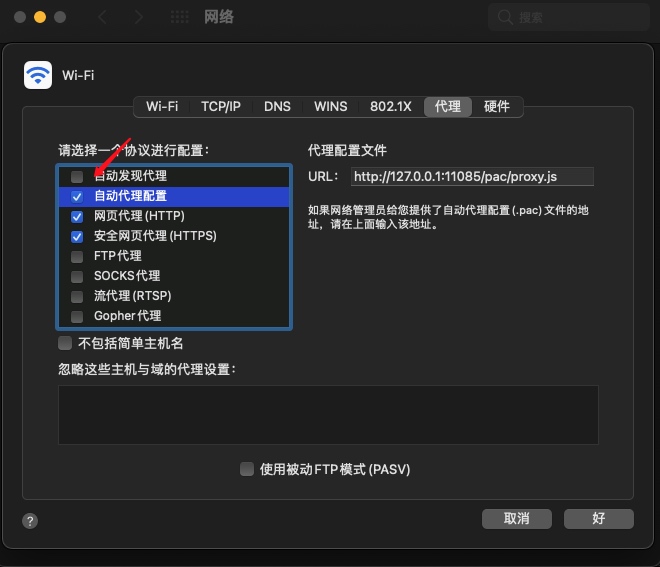 网络
搜索
Wi-Fi
Wi-Fi TCP/IP DNS WINS 802.1X 代理 硬件
请选择一个协议进行配置：
自动发现代理
自动代理配置
网页代理 (HTTP)
安全网页代理 (HTTPS)
FTP代理
SOCKS代理
流代理 (RTSP)
Gopher代理
代理配置文件
URL： http://127.0.0.1:11085/pac/proxy.js
如果网络管理员给您提供了自动代理配置 (.pac) 文件的地
址，请在上面输入该地址。
不包括简单主机名
忽略这些主机与域的代理设置：
使用被动FTP模式 (PASV)
?
取消 好